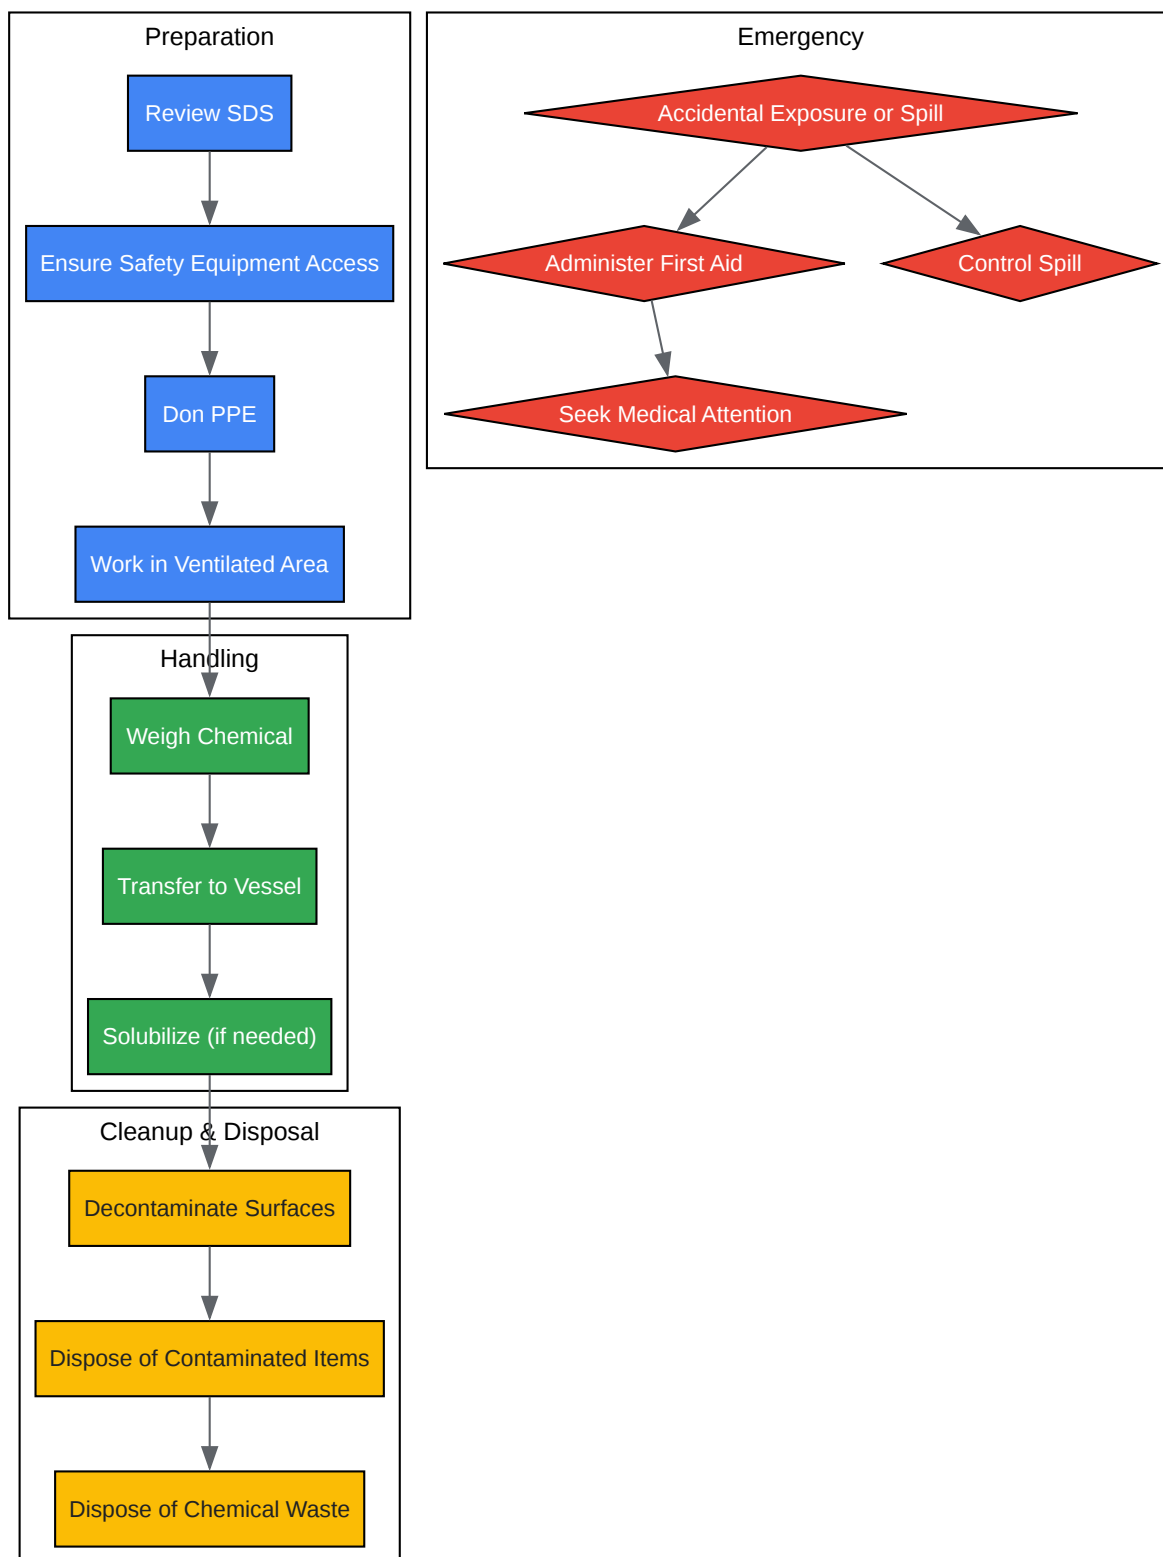 Preparation
Review SDS
Ensure Safety Equipment Access
Don PPE
Work in Ventilated Area
Handling
Weigh Chemical
Transfer to Vessel
Solubilize (if needed)
Cleanup & Disposal
Decontaminate Surfaces
Dispose of Contaminated Items
Dispose of Chemical Waste
Emergency
Accidental Exposure or Spill
Administer First Aid
Control Spill
Seek Medical Attention